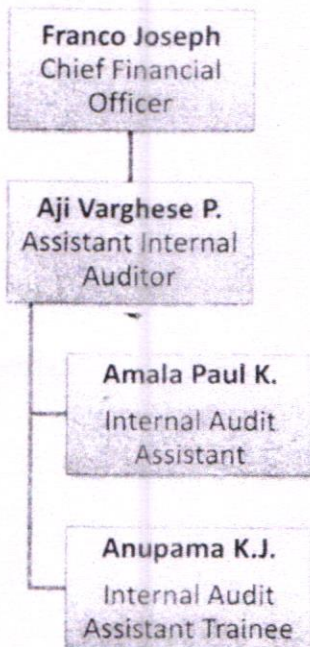 Franco Joseph
Chief Financial
Officer
Aji Varghese P.
Assistant Internal
Auditor
Amala Paul K.
Internal Audit
Assistant
Anupama K.J.
Internal Audit
Assistant Trainee